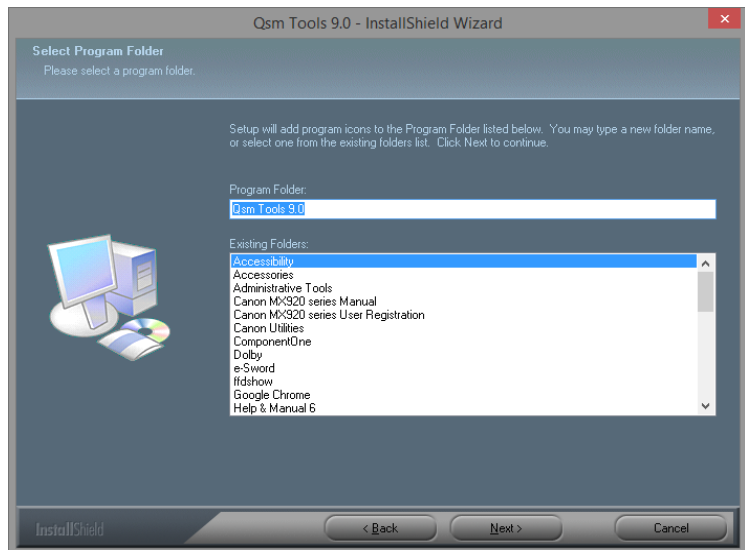 Qsm Tools 9.0 - InstallShield Wizard
Select Program Folder
Please select a program folder.
Setup will add program icons to the Program Folder listed below. You may type a new folder name,
or select one from the existing folders list. Click Next to continue.
Program Folder:
Qsm Tools 9.0
Existing Folders:
Accessibility
Accessories
Administrative Tools
Canon MX920 series Manual
Canon MX920 series User Registration
Canon Utilities
ComponentOne
Dolby
e-Sword
ffdshow
Google Chrome
Help & Manual 6
InstallShield
< Back
Next >
Cancel